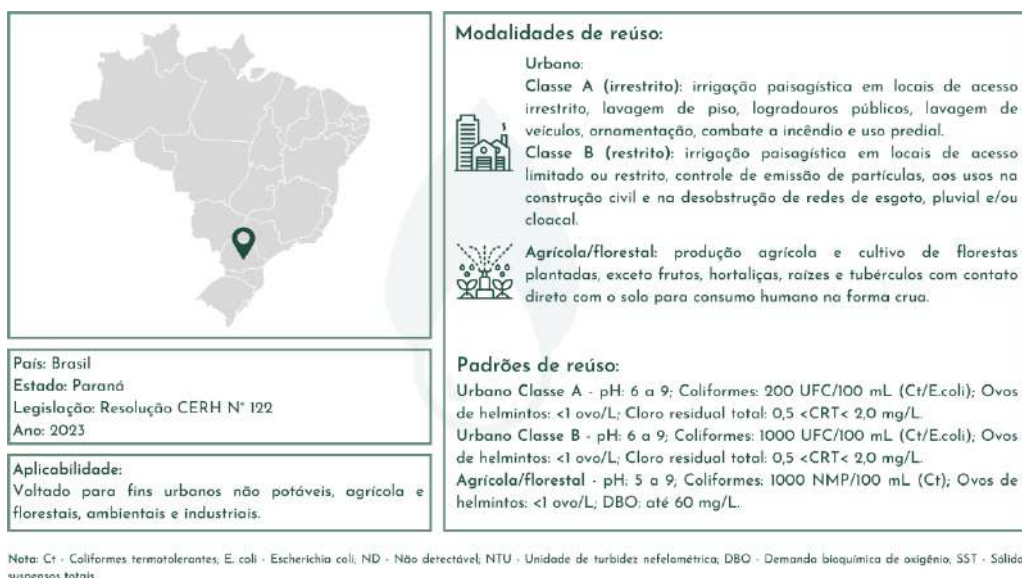 Modalidades de reúso:
Urbano:
Classe A (irrestrito): irrigação paisagística em locais de acesso
irrestrito, lavagem de piso, logradouros públicos, lavagem de
veículos, ornamentação, combate a incêndio e uso predial.
Classe B (restrito): irrigação paisagística em locais de acesso
limitado ou restrito, controle de emissão de partículas, aos usos na
construção civil e na desobstrução de redes de esgoto, pluvial e/ou
cloacal.
Agrícola/florestal: produção agrícola e cultivo de florestas
plantadas, exceto frutos, hortaliças, raízes e tubérculos com contato
direto com o solo para consumo humano na forma crua.
País: Brasil
Estado: Paraná
Legislação: Resolução CERH N° 122
Ano: 2023
Aplicabilidade:
Voltado para fins urbanos não potáveis, agrícola e
florestais, ambientais e industriais.
Padrões de reúso:
Urbano Classe A - pH: 6 a 9; Coliformes: 200 UFC/100 mL (Ct/E.coli); Ovos
de helmintos: <1 ovo/L; Cloro residual total: 0,5 <CRT< 2,0 mg/L.
Urbano Classe B - pH: 6 a 9; Coliformes: 1000 UFC/100 mL (Ct/E.coli); Ovos
de helmintos: <1 ovo/L; Cloro residual total: 0,5 <CRT< 2,0 mg/L.
Agrícola/florestal - pH: 5 a 9; Coliformes: 1000 NMP/100 mL (Ct); Ovos de
helmintos: <1 ovo/L; DBO: até 60 mg/L.
Nota: Ct - Coliformes termotolerantes; E. coli - Escherichia coli; ND - Não detectável; NTU - Unidade de turbidez nefelométrica; DBO - Demanda bioquímica de oxigênio; SST - Sólido
suspensos totais.